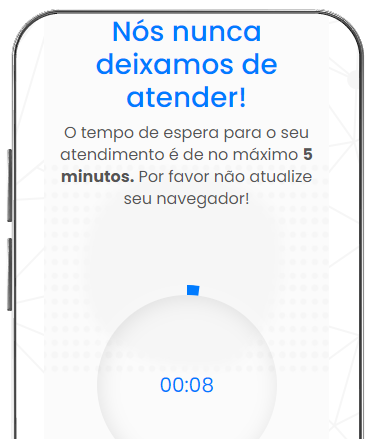 Nós nunca
deixamos de
atender!
O tempo de espera para o seu
atendimento é de no máximo 5
minutos. Por favor não atualize
seu navegador!
00:08